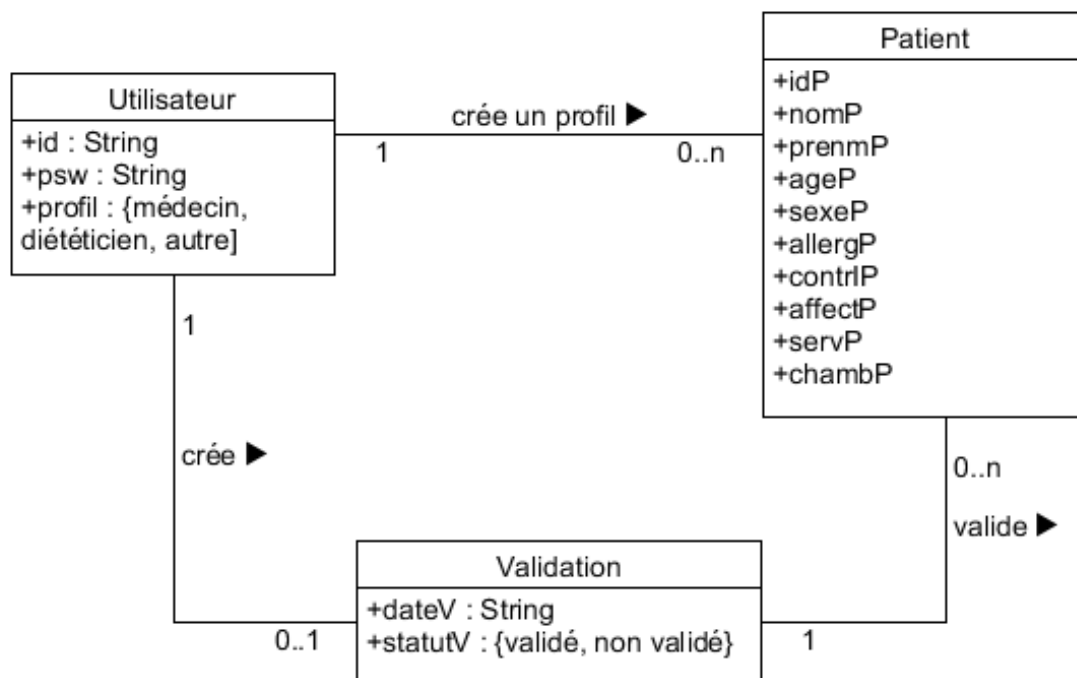 Patient
+idP
+nomP
+prenmP
+ageP
+sexeP
+allergP
+contrIP
+affectP
+servP
+chambP
Utilisateur
+id : String
+psw : String
+profil : {médecin,
diététicien, autre]
crée un profil ►
1
0..n
1
crée ►
0..1
0..n
valide ►
1
Validation
+dateV : String
+statutV : {validé, non validé}